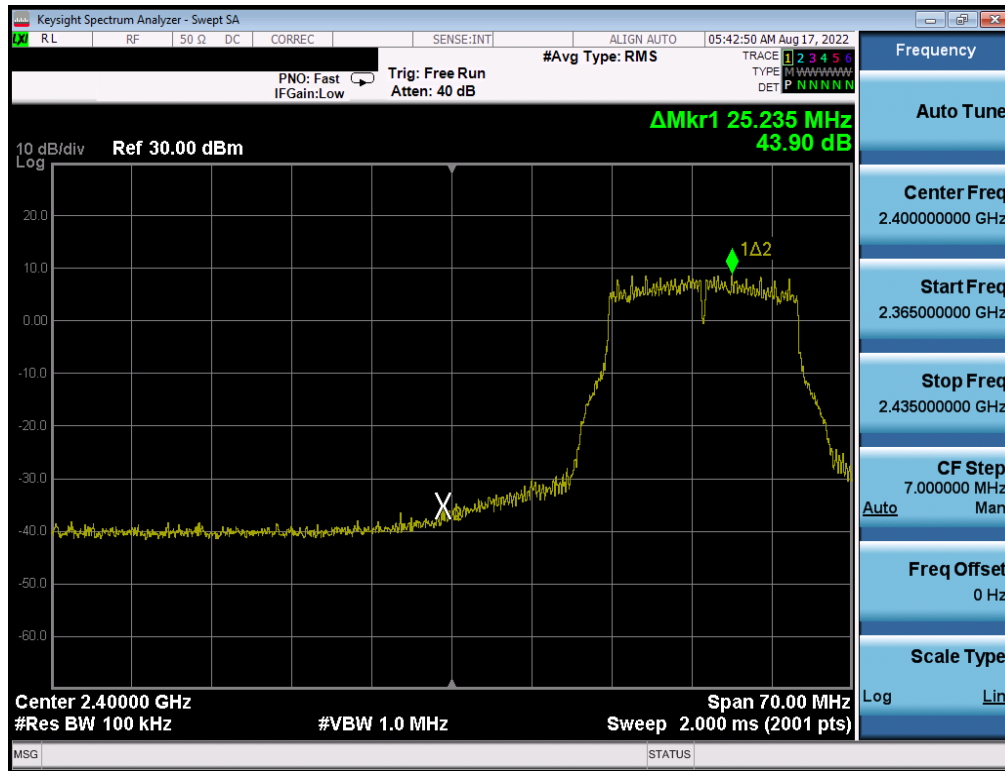 Keysight Spectrum Analyzer - Swept SA
LXI RL RF 50 Ω DC CORREC SENSE:INT ALIGN AUTO 05:42:50 AM Aug 17, 2022
PNO: Fast
IFGain:Low
Trig: Free Run
Atten: 40 dB
#Avg Type: RMS
TRACE 1 2 3 4 5 6
TYPE M WWWWW
DET P N N N N N
ΔMkr1 25.235 MHz
43.90 dB
10 dB/div Ref 30.00 dBm
Log
20.0
10.0
0.00
-10.0
-20.0
-30.0
-40.0
-50.0
-60.0
1Δ2
X
Center 2.40000 GHz Span 70.00 MHz
#Res BW 100 kHz #VBW 1.0 MHz Sweep 2.000 ms (2001 pts)
MSG STATUS
Frequency
Auto Tune
Center Freq
2.400000000 GHz
Start Freq
2.365000000 GHz
Stop Freq
2.435000000 GHz
CF Step
7.000000 MHz
Auto Man
Freq Offset
0 Hz
Scale Type
Log Lin